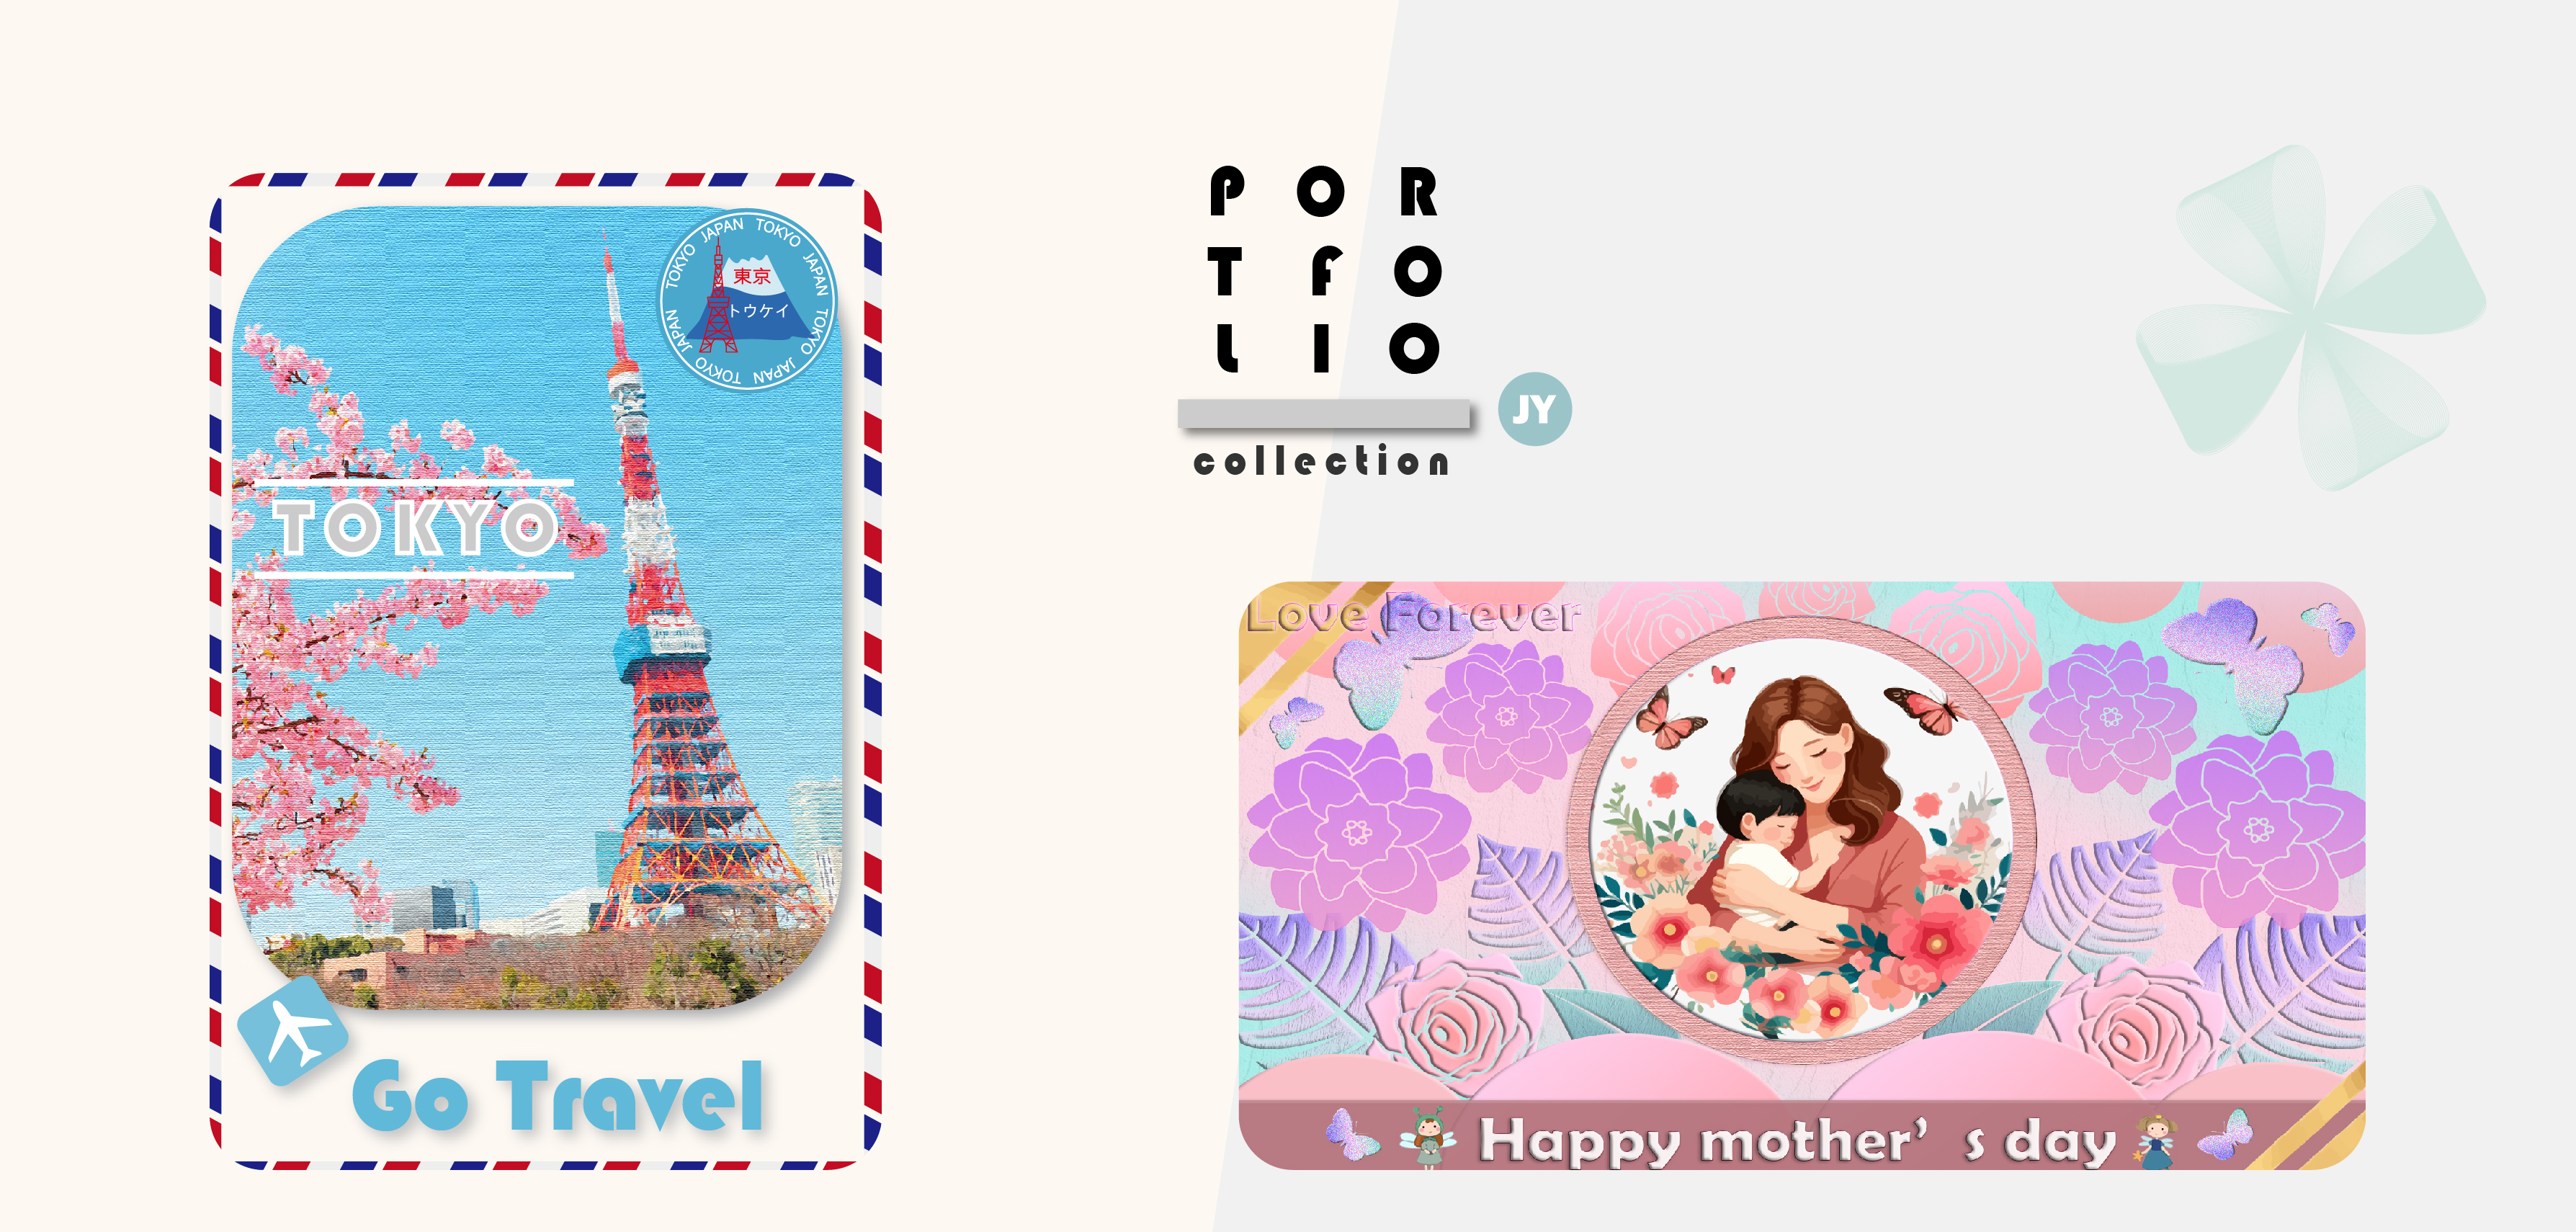 TOKYO JAPAN TOKYO JAPAN TOKYO JAPAN TOKYO JAPAN
東京
トウケイ
TOKYO
Go Travel
P O R
T F O
L I O
JY
collection
Love Forever
Happy mother’ s day